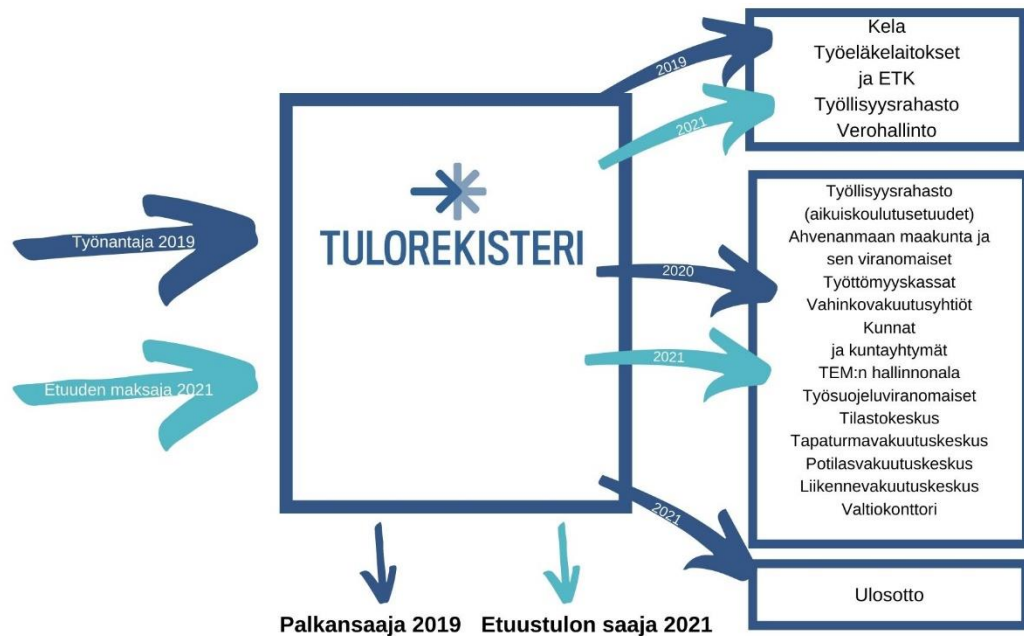 Työnantaja 2019
Etuuden maksaja 2021
TULOREKISTERI
2019
2021
2020
2021
2021
Kela
Työeläkelaitokset
ja ETK
Työllisyysrahasto
Verohallinto
Työllisyysrahasto
(aikuiskoulutusetuudet)
Ahvenanmaan maakunta ja
sen viranomaiset
Työttömyyskassat
Vahinkovakuutusyhtiöt
Kunnat
ja kuntayhtymät
TEM:n hallinnonala
Työsuojeluviranomaiset
Tilastokeskus
Tapaturmavakuutuskeskus
Potilasvakuutuskeskus
Liikennevakuutuskeskus
Valtiokonttori
Ulosotto
Palkansaaja 2019 Etuustulon saaja 2021